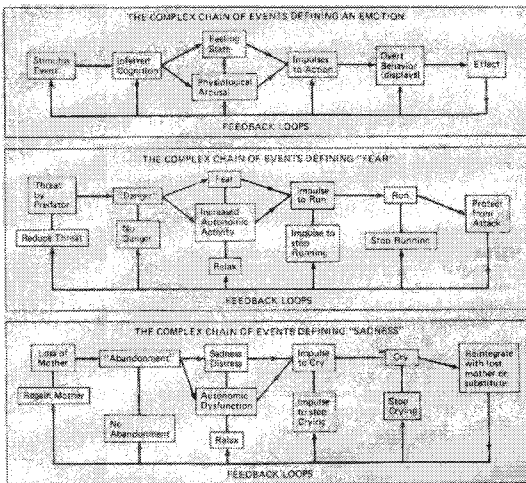 THE COMPLEX CHAIN OF EVENTS DEFINING AN EMOTION
Stimulus
Event
Inferred
Cognition
Feeling
State
Physiological
Arousal
Impulses
to Action
Overt
Behavior
(displays)
Effect
FEEDBACK LOOPS
THE COMPLEX CHAIN OF EVENTS DEFINING "FEAR"
Threat
by
Predator
Reduce Threat
"Danger"
No
Danger
Fear
Increased
Autonomic
Activity
Relax
Impulse
to Run
Impulse
to stop
Running
Run
Stop Running
Protect
from
Attack
FEEDBACK LOOPS
THE COMPLEX CHAIN OF EVENTS DEFINING "SADNESS"
Loss of
Mother
Regain Mother
"Abandonment"
No
Abandonment
Sadness
Distress
Autonomic
Dysfunction
Relax
Impulse
to Cry
Impulse
to stop
Crying
Cry
Stop
Crying
Reintegrate
with lost
mother or
substitute
FEEDBACK LOOPS